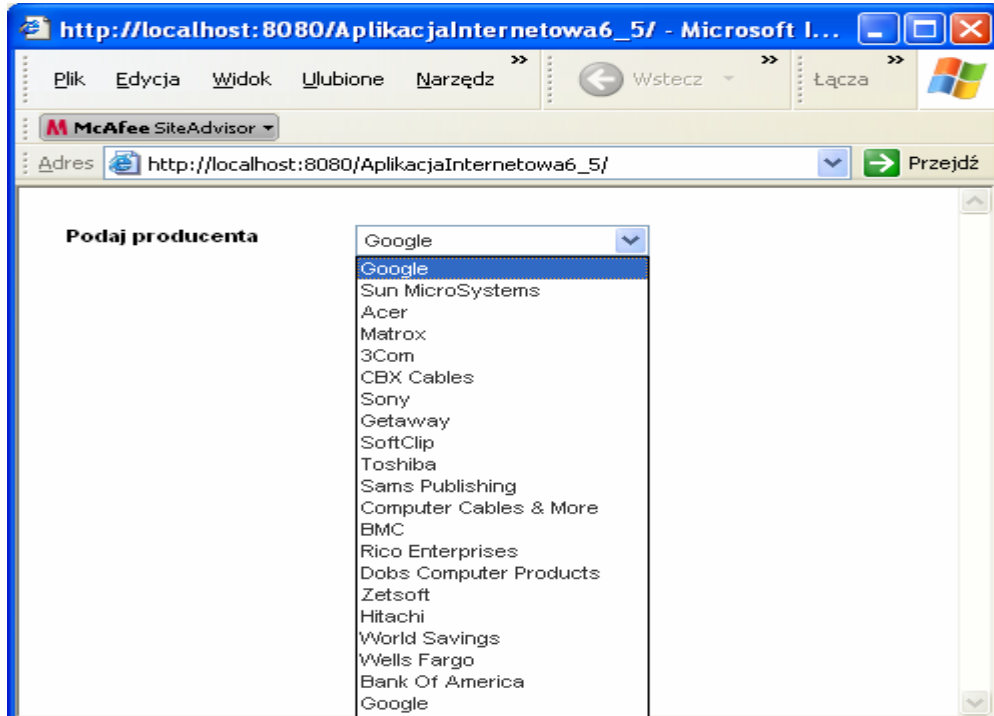 http://localhost:8080/AplikacjaInternetowa6_5/ - Microsoft I...
Plik Edycja Widok Ulubione Narzędz » Wstecz » Łącza »
McAfee SiteAdvisor
Adres http://localhost:8080/AplikacjaInternetowa6_5/ Przejdź
Podaj producenta Google
Google
Sun MicroSystems
Acer
Matrox
3Com
CBX Cables
Sony
Getaway
SoftClip
Toshiba
Sams Publishing
Computer Cables & More
BMC
Rico Enterprises
Dobs Computer Products
Zetsoft
Hitachi
World Savings
Wells Fargo
Bank Of America
Google